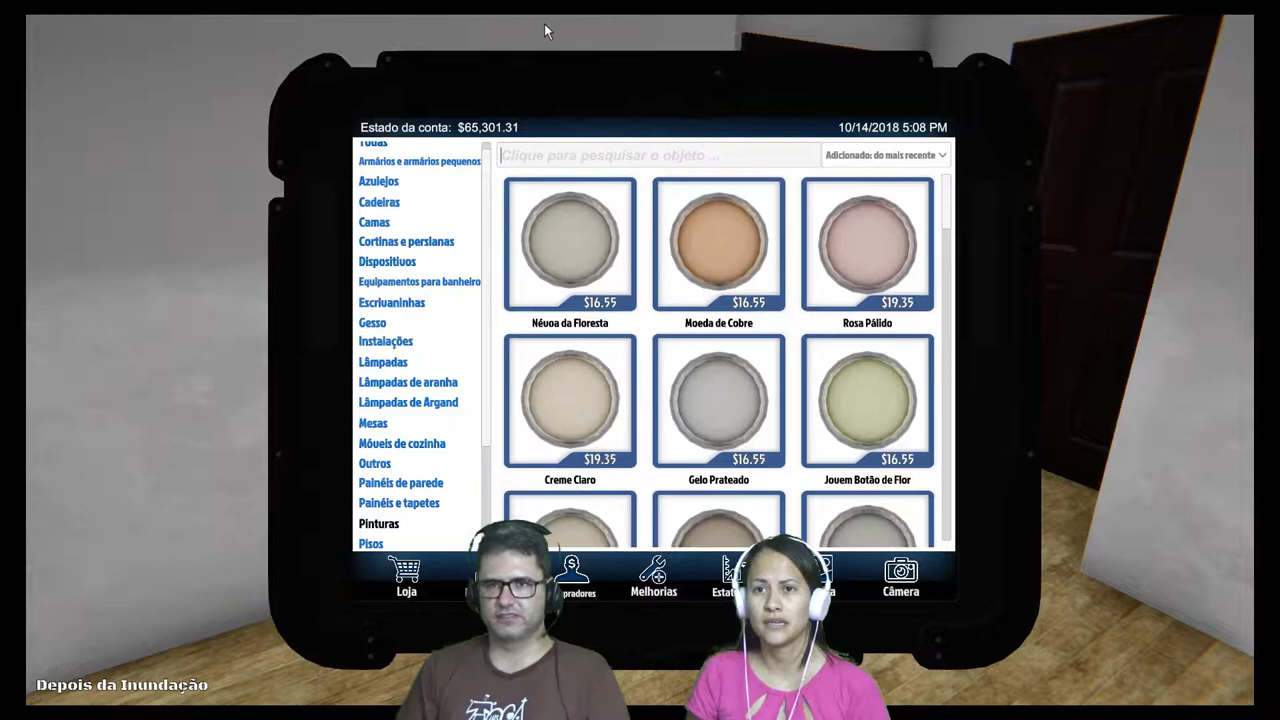 Estado da conta: $65,301.31
10/14/2018 5:08 PM
Todas
Armários e armários pequenos
Azulejos
Cadeiras
Camas
Cortinas e persianas
Dispositivos
Equipamentos para banheiro
Escrivaninhas
Gesso
Instalações
Lâmpadas
Lâmpadas de aranha
Lâmpadas de Argand
Mesas
Móveis de cozinha
Outros
Painéis de parede
Painéis e tapetes
Pinturas
Pisos
Clique para pesquisar o objeto ...
Adicionado: do mais recente
$16.55
$16.55
$19.35
Névoa da Floresta
Moeda de Cobre
Rosa Pálido
$19.35
$16.55
$16.55
Creme Claro
Gelo Prateado
Jovem Botão de Flor
Loja
Melhorias
Câmera
Depois da Inundação